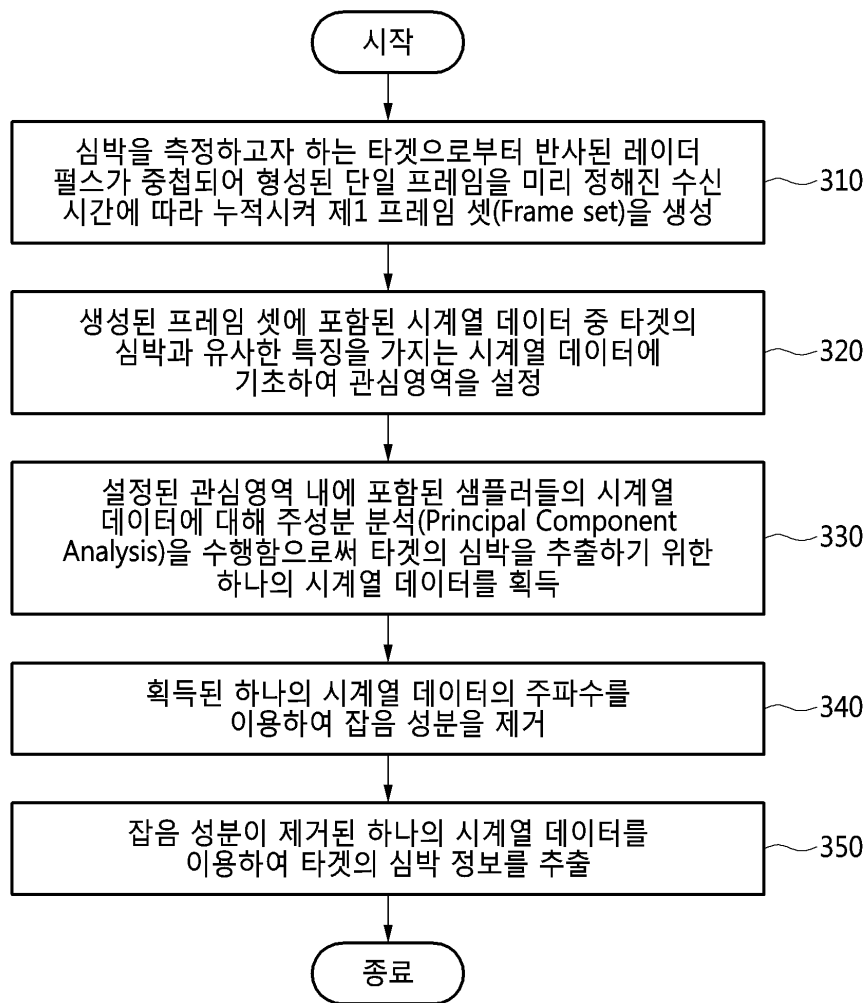 시작
심박을 측정하고자 하는 타겟으로부터 반사된 레이더
펄스가 중첩되어 형성된 단일 프레임을 미리 정해진 수신
시간에 따라 누적시켜 제1 프레임 셋(Frame set)을 생성
310
생성된 프레임 셋에 포함된 시계열 데이터 중 타겟의
심박과 유사한 특징을 가지는 시계열 데이터에
기초하여 관심영역을 설정
320
설정된 관심영역 내에 포함된 샘플러들의 시계열
데이터에 대해 주성분 분석(Principal Component
Analysis)을 수행함으로써 타겟의 심박을 추출하기 위한
하나의 시계열 데이터를 획득
330
획득된 하나의 시계열 데이터의 주파수를
이용하여 잡음 성분을 제거
340
잡음 성분이 제거된 하나의 시계열 데이터를
이용하여 타겟의 심박 정보를 추출
350
종료